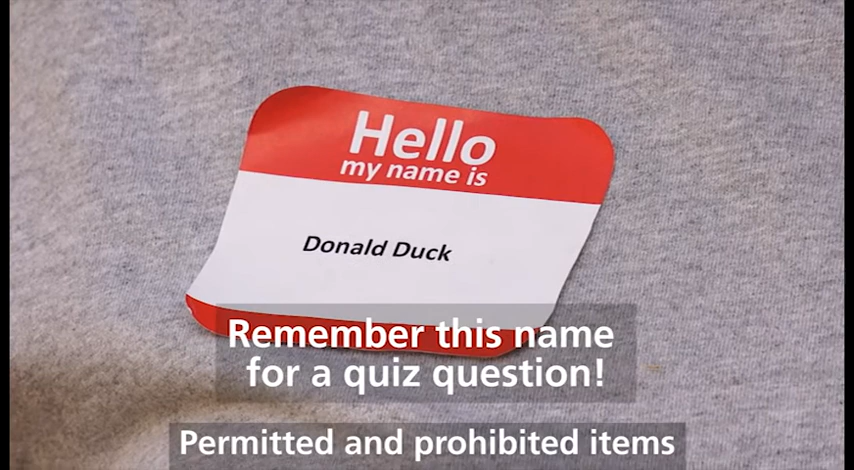 Hello
my name is
Donald Duck
Remember this name
for a quiz question!
Permitted and prohibited items